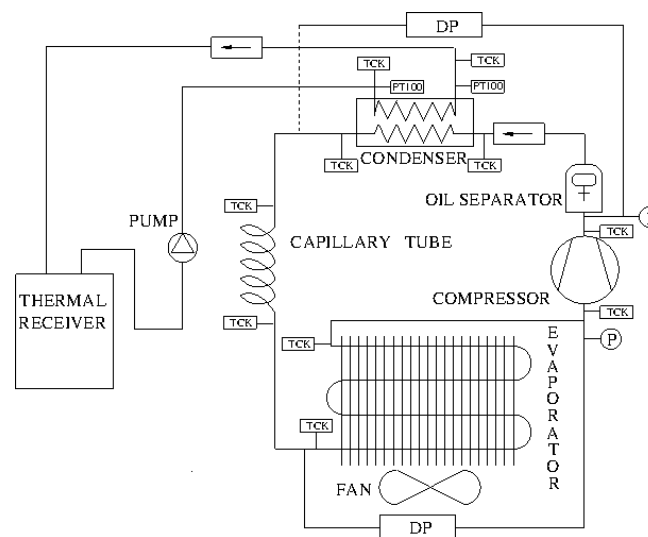 DP
TCK
TCK
PT100
PT100
CONDENSER
TCK
TCK
OIL SEPARATOR
TCK
PUMP
CAPILLARY TUBE
TCK
THERMAL
RECEIVER
COMPRESSOR
TCK
TCK
TCK
P
EVAPORATOR
TCK
FAN
DP